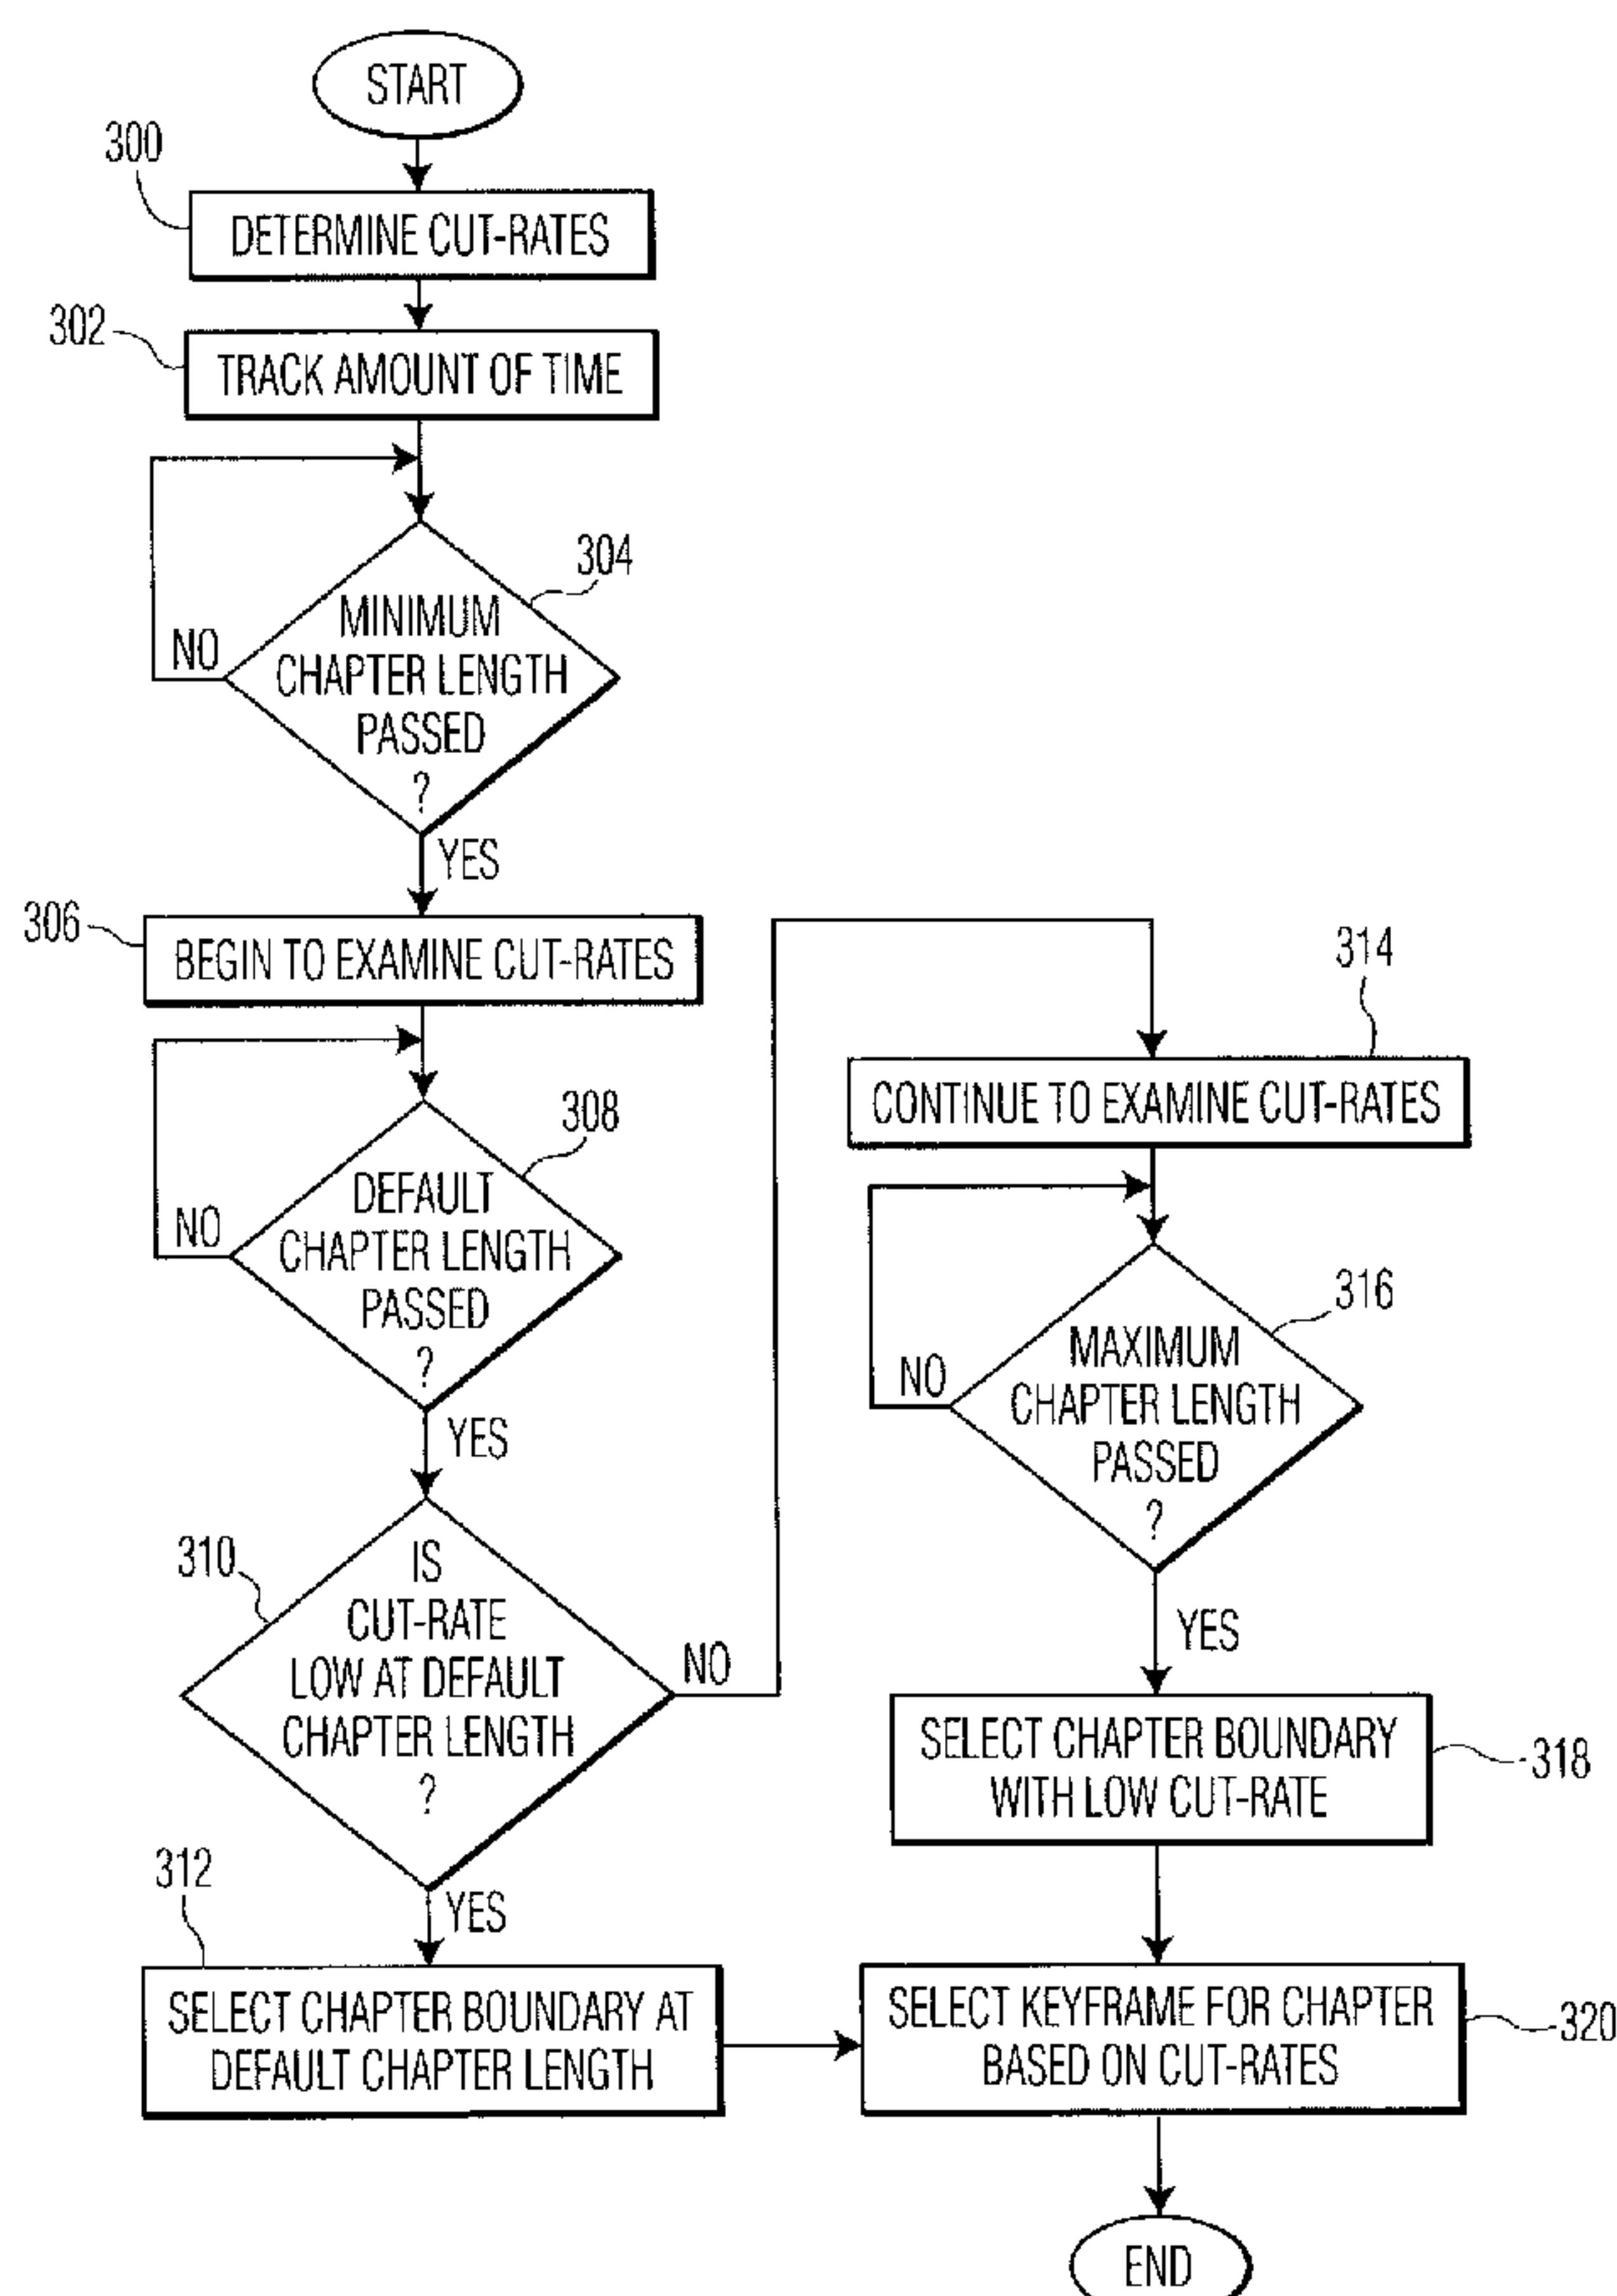 START
300
DETERMINE CUT-RATES
302
TRACK AMOUNT OF TIME
304
MINIMUM
CHAPTER LENGTH
PASSED
?
NO
YES
306
BEGIN TO EXAMINE CUT-RATES
308
DEFAULT
CHAPTER LENGTH
PASSED
?
NO
YES
310
IS
CUT-RATE
LOW AT DEFAULT
CHAPTER LENGTH
?
NO
YES
312
SELECT CHAPTER BOUNDARY AT
DEFAULT CHAPTER LENGTH
314
CONTINUE TO EXAMINE CUT-RATES
316
MAXIMUM
CHAPTER LENGTH
PASSED
?
NO
YES
SELECT CHAPTER BOUNDARY
WITH LOW CUT-RATE
318
SELECT KEYFRAME FOR CHAPTER
BASED ON CUT-RATES
320
END